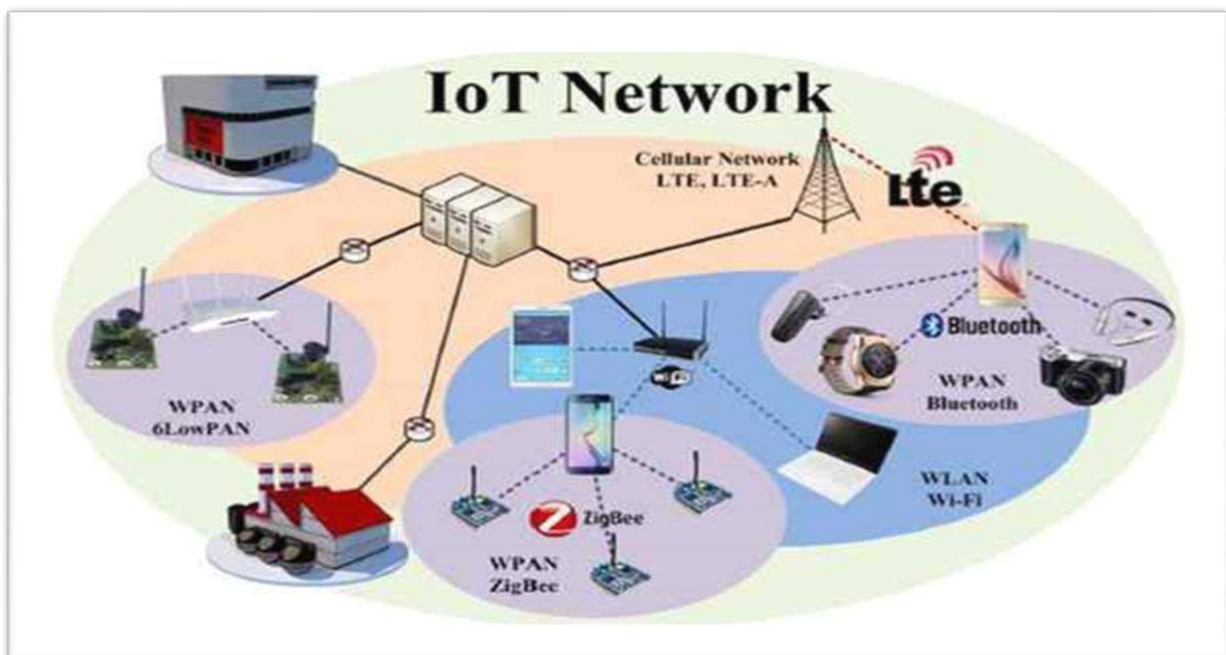 IoT Network
Cellular Network
LTE, LTE-A
Lte
Bluetooth
WPAN
Bluetooth
WPAN
6LowPAN
WLAN
Wi-Fi
ZigBee
WPAN
ZigBee